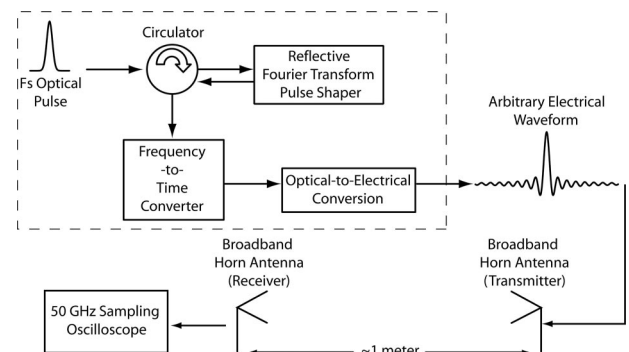 Circulator
Fs Optical
Pulse
Reflective
Fourier Transform
Pulse Shaper
Arbitrary Electrical
Waveform
Frequency
-to-
Time
Converter
Optical-to-Electrical
Conversion
Broadband
Horn Antenna
(Receiver)
Broadband
Horn Antenna
(Transmitter)
50 GHz Sampling
Oscilloscope
~1 meter